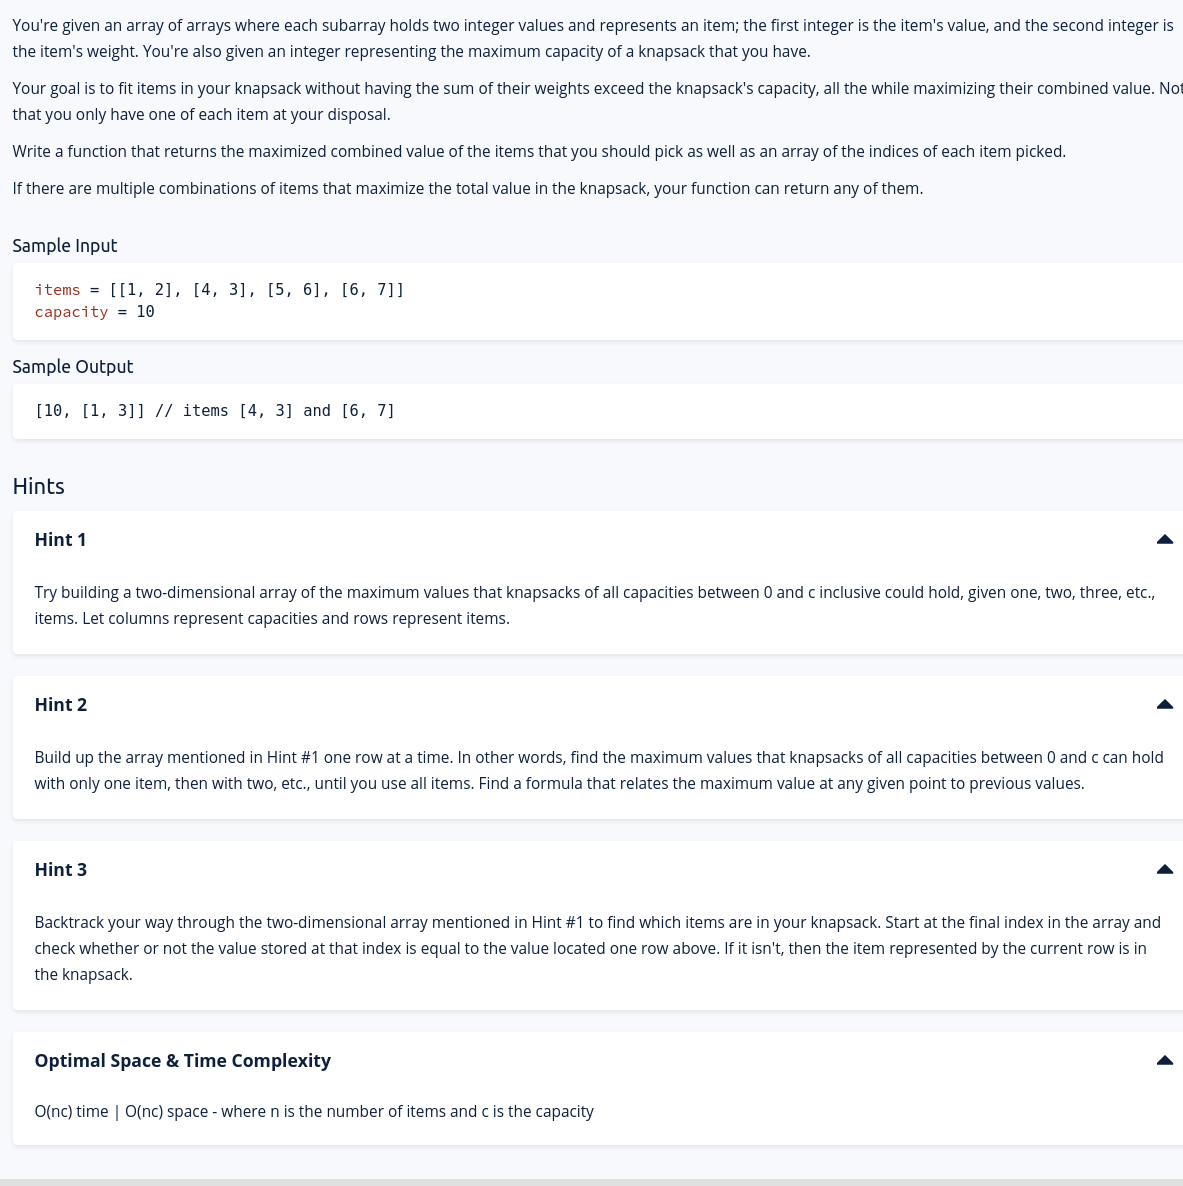 You're given an array of arrays where each subarray holds two integer values and represents an item; the first integer is the item's value, and the second integer is
the item's weight. You're also given an integer representing the maximum capacity of a knapsack that you have.
Your goal is to fit items in your knapsack without having the sum of their weights exceed the knapsack's capacity, all the while maximizing their combined value. Not
that you only have one of each item at your disposal.
Write a function that returns the maximized combined value of the items that you should pick as well as an array of the indices of each item picked.
If there are multiple combinations of items that maximize the total value in the knapsack, your function can return any of them.
Sample Input
items = [[1, 2], [4, 3], [5, 6], [6, 7]]
capacity = 10
Sample Output
[10, [1, 3]] // items [4, 3] and [6, 7]
Hints
Hint 1
Try building a two-dimensional array of the maximum values that knapsacks of all capacities between 0 and c inclusive could hold, given one, two, three, etc.,
items. Let columns represent capacities and rows represent items.
Hint 2
Build up the array mentioned in Hint #1 one row at a time. In other words, find the maximum values that knapsacks of all capacities between 0 and c can hold
with only one item, then with two, etc., until you use all items. Find a formula that relates the maximum value at any given point to previous values.
Hint 3
Backtrack your way through the two-dimensional array mentioned in Hint #1 to find which items are in your knapsack. Start at the final index in the array and
check whether or not the value stored at that index is equal to the value located one row above. If it isn't, then the item represented by the current row is in
the knapsack.
Optimal Space & Time Complexity
O(nc) time | O(nc) space - where n is the number of items and c is the capacity